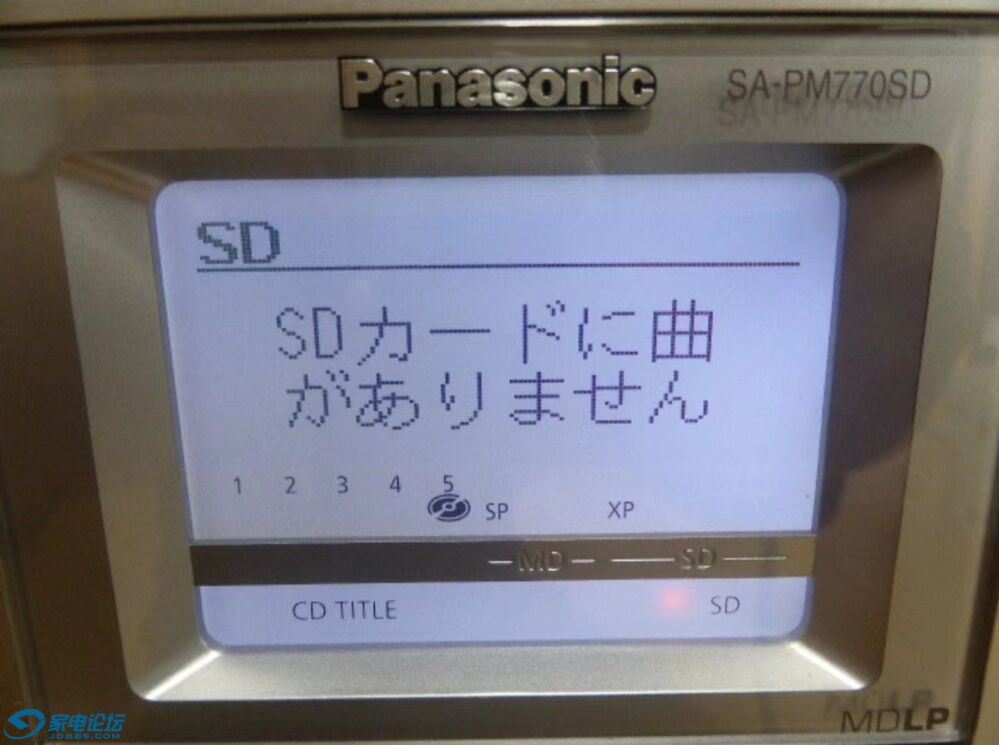 Panasonic
SA-PM770SD
SD
SDカードに曲
がありません
1 2 3 4 5
SP XP
MD SD
CD TITLE SD
MDLP
家电论坛
JDBBS.COM